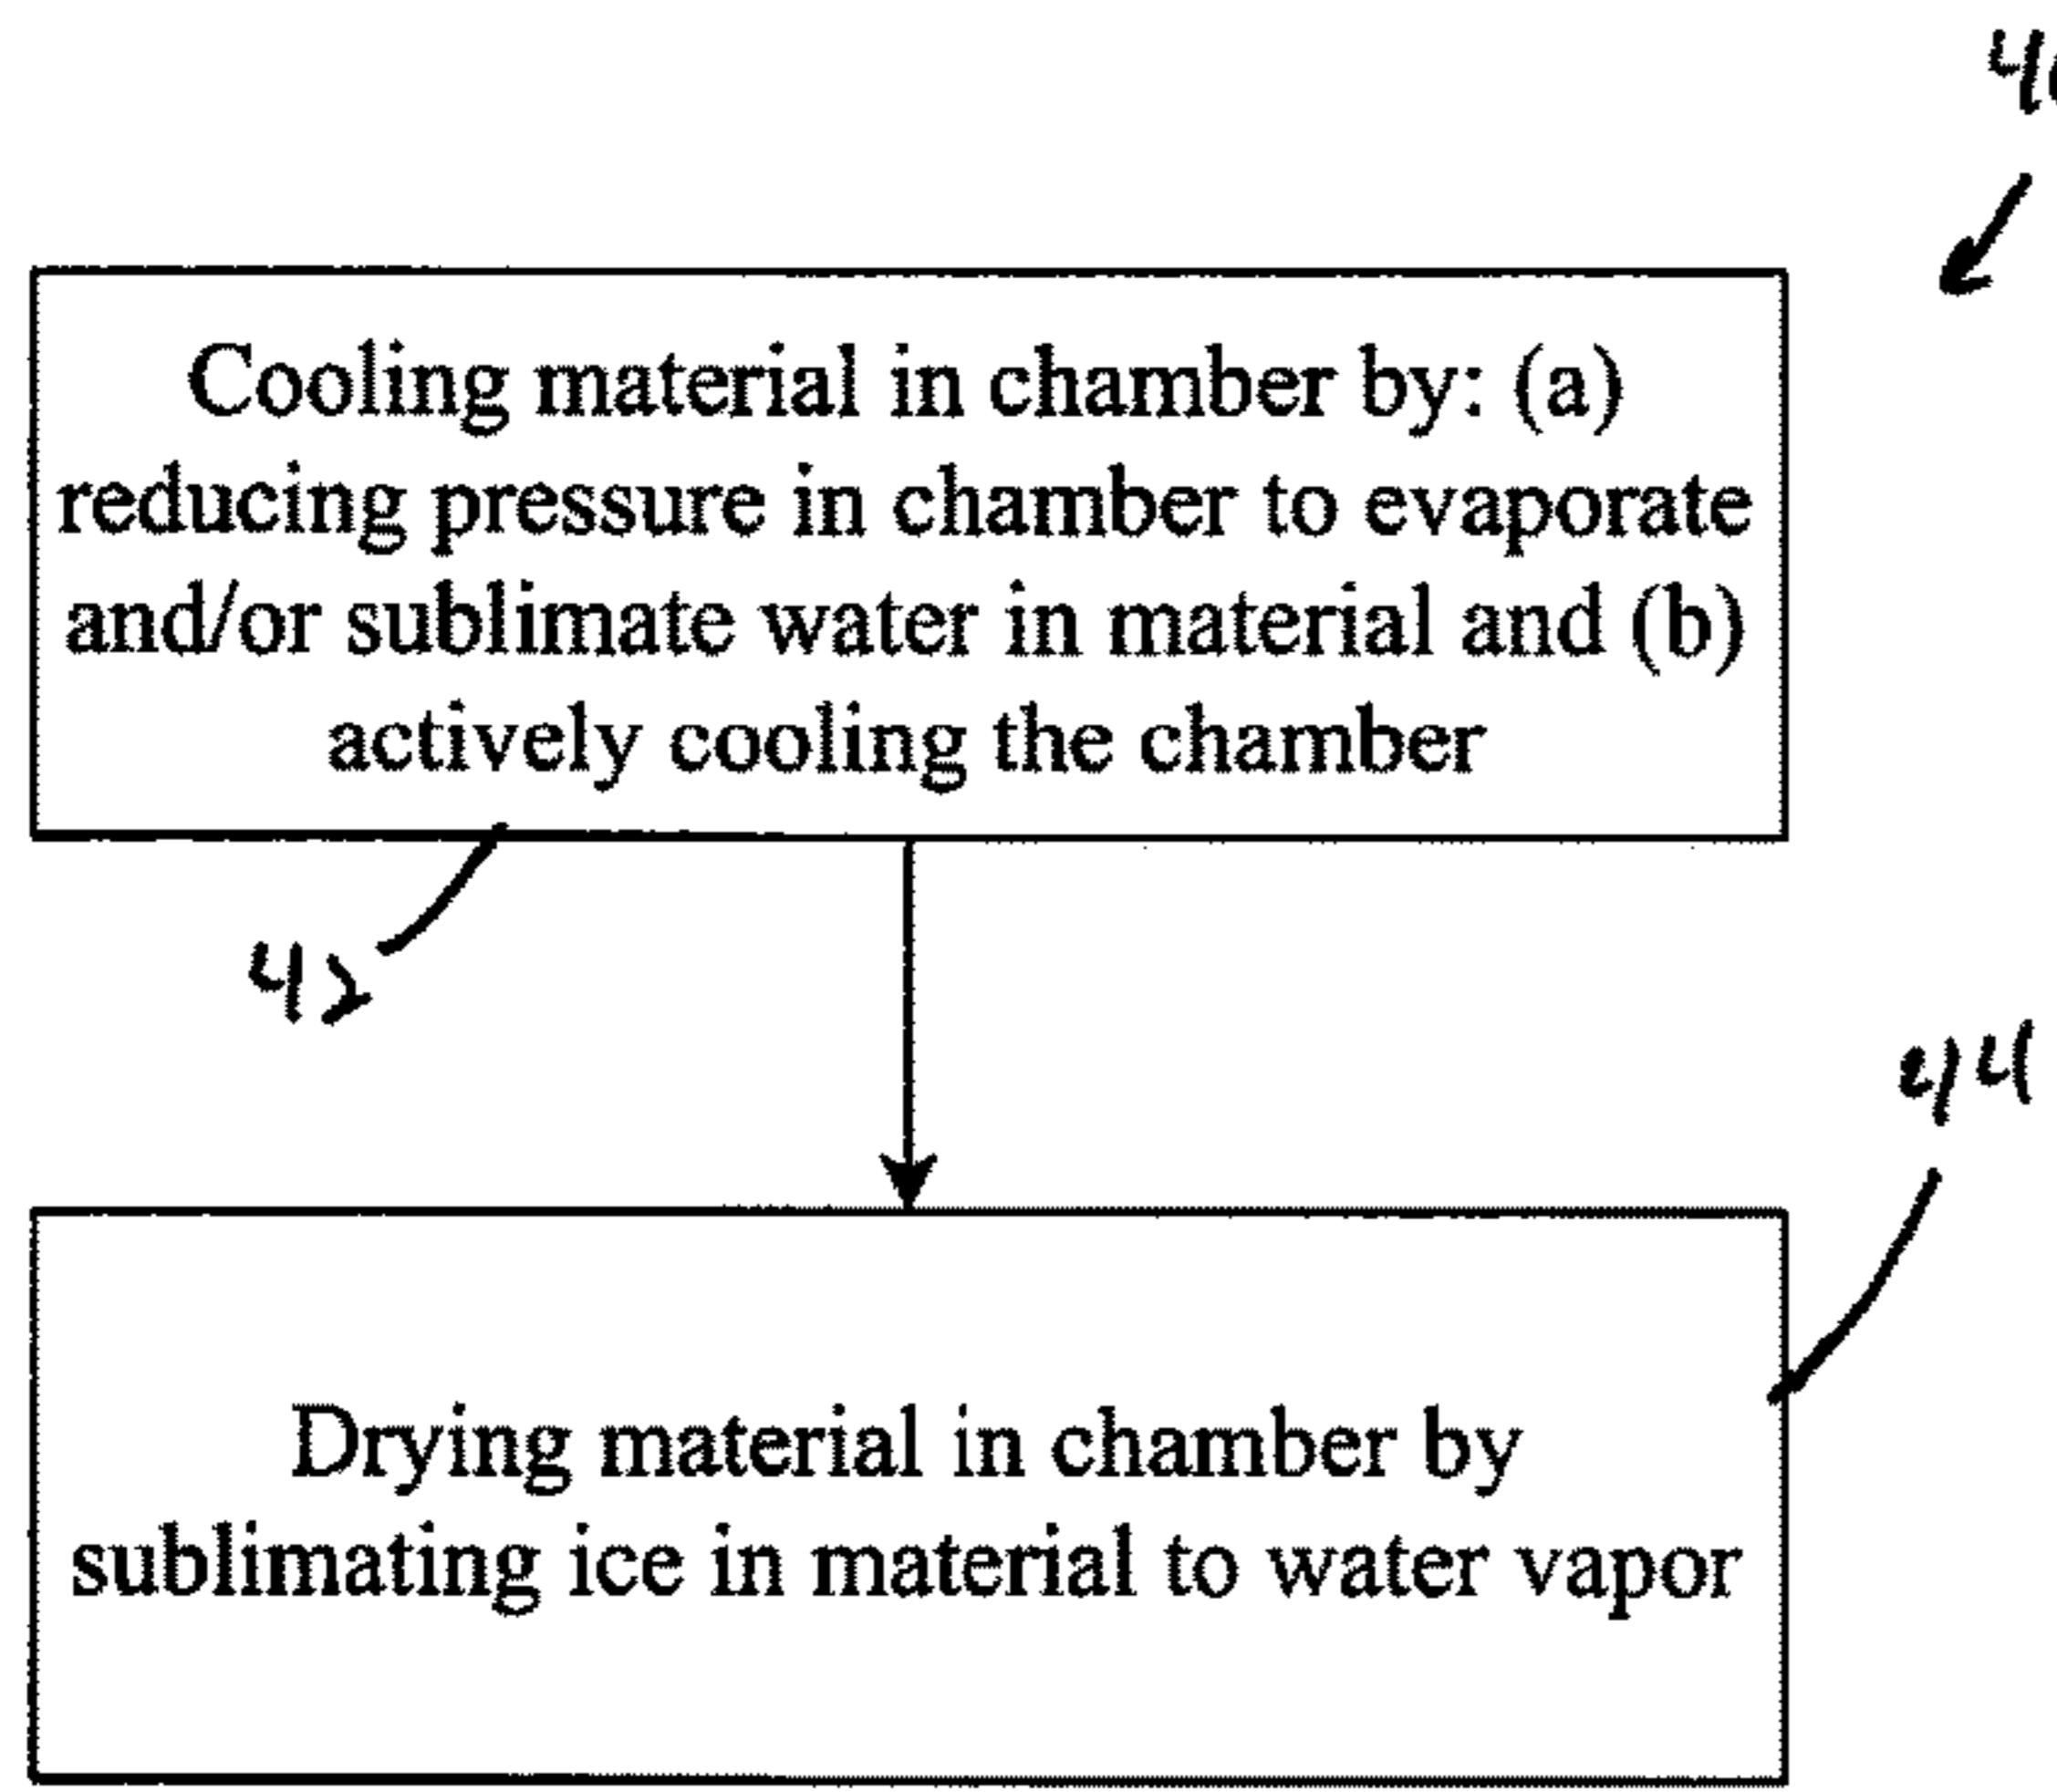 Cooling material in chamber by: (a)
reducing pressure in chamber to evaporate
and/or sublimate water in material and (b)
actively cooling the chamber
42
44
Drying material in chamber by
sublimating ice in material to water vapor